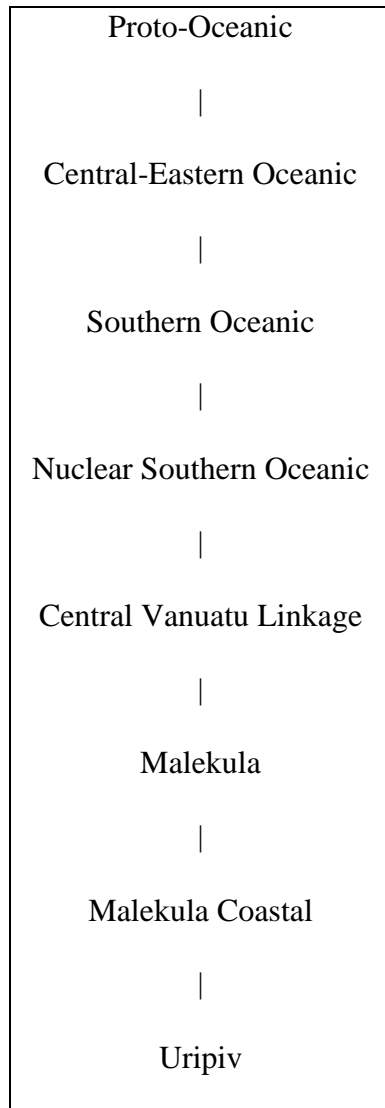 Proto-Oceanic
|
Central-Eastern Oceanic
|
Southern Oceanic
|
Nuclear Southern Oceanic
|
Central Vanuatu Linkage
|
Malekula
|
Malekula Coastal
|
Uripiv